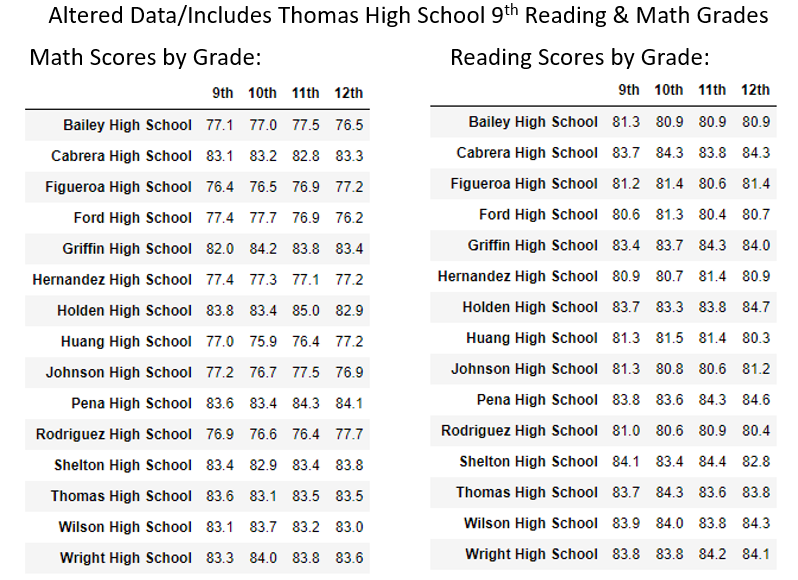 Altered Data/Includes Thomas High School 9th Reading & Math Grades
Math Scores by Grade:
9th 10th 11th 12th
Bailey High School 77.1 77.0 77.5 76.5
Cabrera High School 83.1 83.2 82.8 83.3
Figueroa High School 76.4 76.5 76.9 77.2
Ford High School 77.4 77.7 76.9 76.2
Griffin High School 82.0 84.2 83.8 83.4
Hernandez High School 77.4 77.3 77.1 77.2
Holden High School 83.8 83.4 85.0 82.9
Huang High School 77.0 75.9 76.4 77.2
Johnson High School 77.2 76.7 77.5 76.9
Pena High School 83.6 83.4 84.3 84.1
Rodriguez High School 76.9 76.6 76.4 77.7
Shelton High School 83.4 82.9 83.4 83.8
Thomas High School 83.6 83.1 83.5 83.5
Wilson High School 83.1 83.7 83.2 83.0
Wright High School 83.3 84.0 83.8 83.6
Reading Scores by Grade:
9th 10th 11th 12th
Bailey High School 81.3 80.9 80.9 80.9
Cabrera High School 83.7 84.3 83.8 84.3
Figueroa High School 81.2 81.4 80.6 81.4
Ford High School 80.6 81.3 80.4 80.7
Griffin High School 83.4 83.7 84.3 84.0
Hernandez High School 80.9 80.7 81.4 80.9
Holden High School 83.7 83.3 83.8 84.7
Huang High School 81.3 81.5 81.4 80.3
Johnson High School 81.3 80.8 80.6 81.2
Pena High School 83.8 83.6 84.3 84.6
Rodriguez High School 81.0 80.6 80.9 80.4
Shelton High School 84.1 83.4 84.4 82.8
Thomas High School 83.7 84.3 83.6 83.8
Wilson High School 83.9 84.0 83.8 84.3
Wright High School 83.8 83.8 84.2 84.1